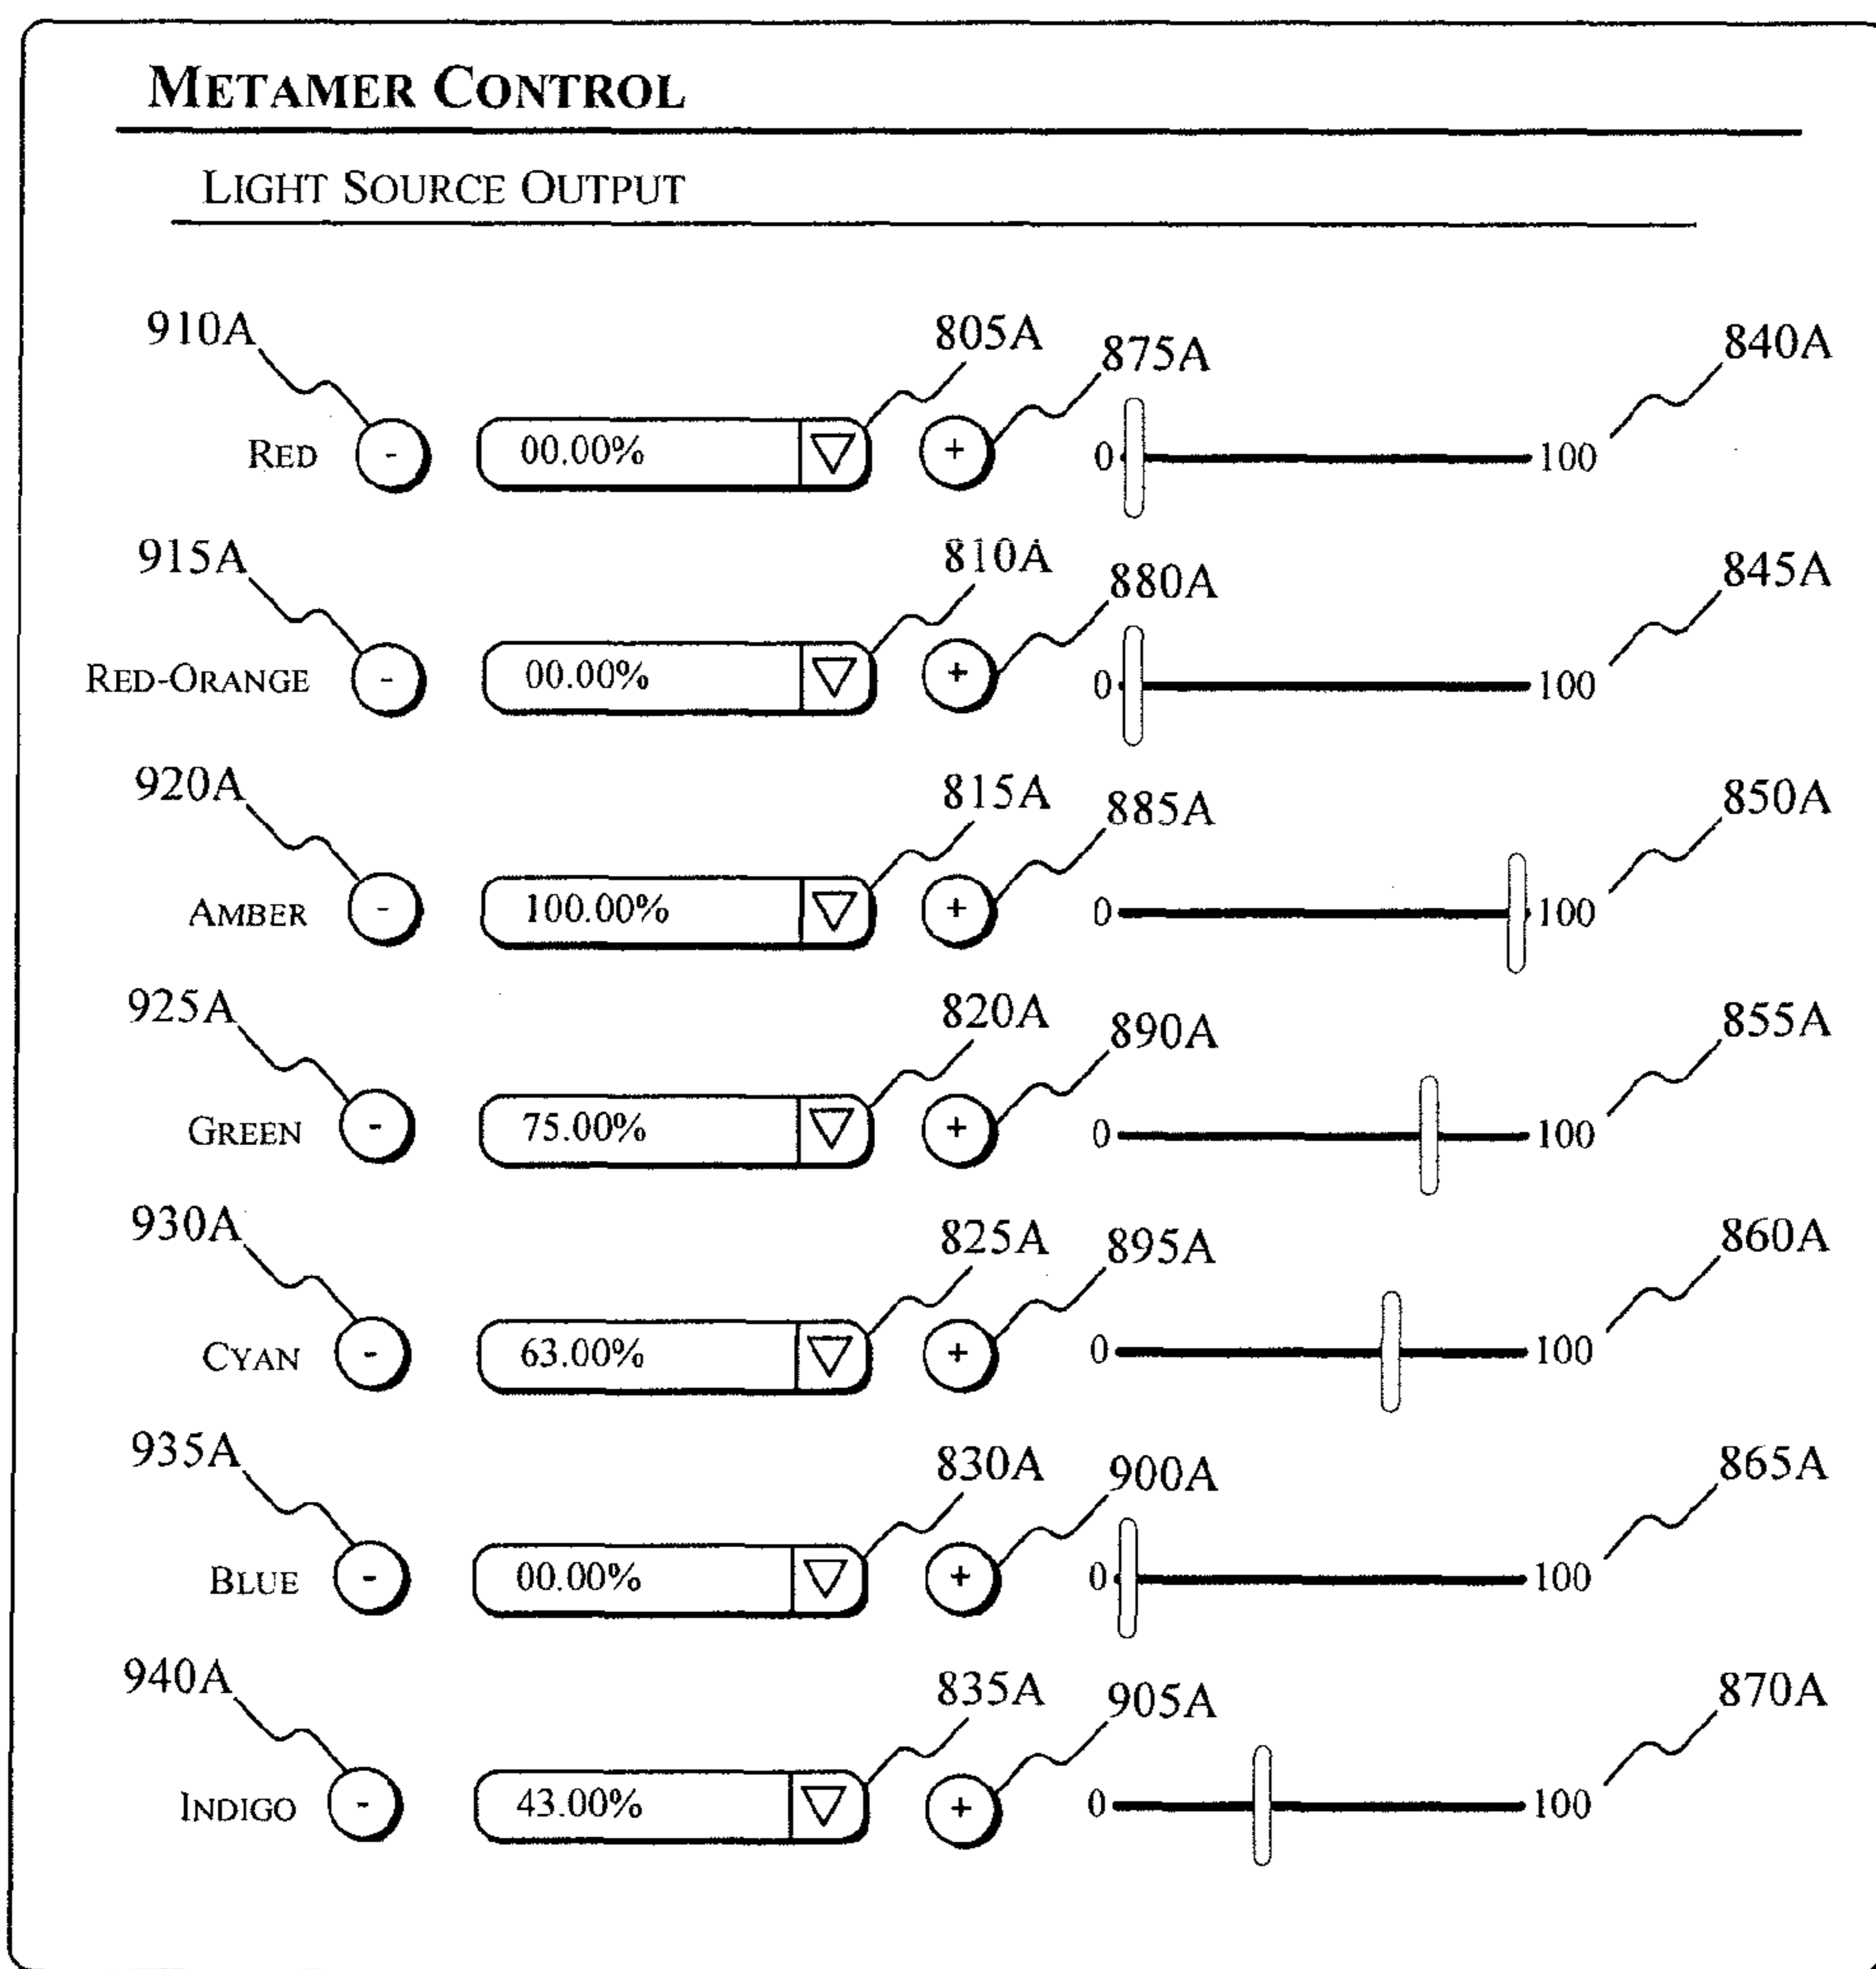 METAMER CONTROL
LIGHT SOURCE OUTPUT
910A 805A 875A 840A
RED - 00.00% + 0 100
915A 810A 880A 845A
RED-ORANGE - 00.00% + 0 100
920A 815A 885A 850A
AMBER - 100.00% + 0 100
925A 820A 890A 855A
GREEN - 75.00% + 0 100
930A 825A 895A 860A
CYAN - 63.00% + 0 100
935A 830A 900A 865A
BLUE - 00.00% + 0 100
940A 835A 905A 870A
INDIGO - 43.00% + 0 100